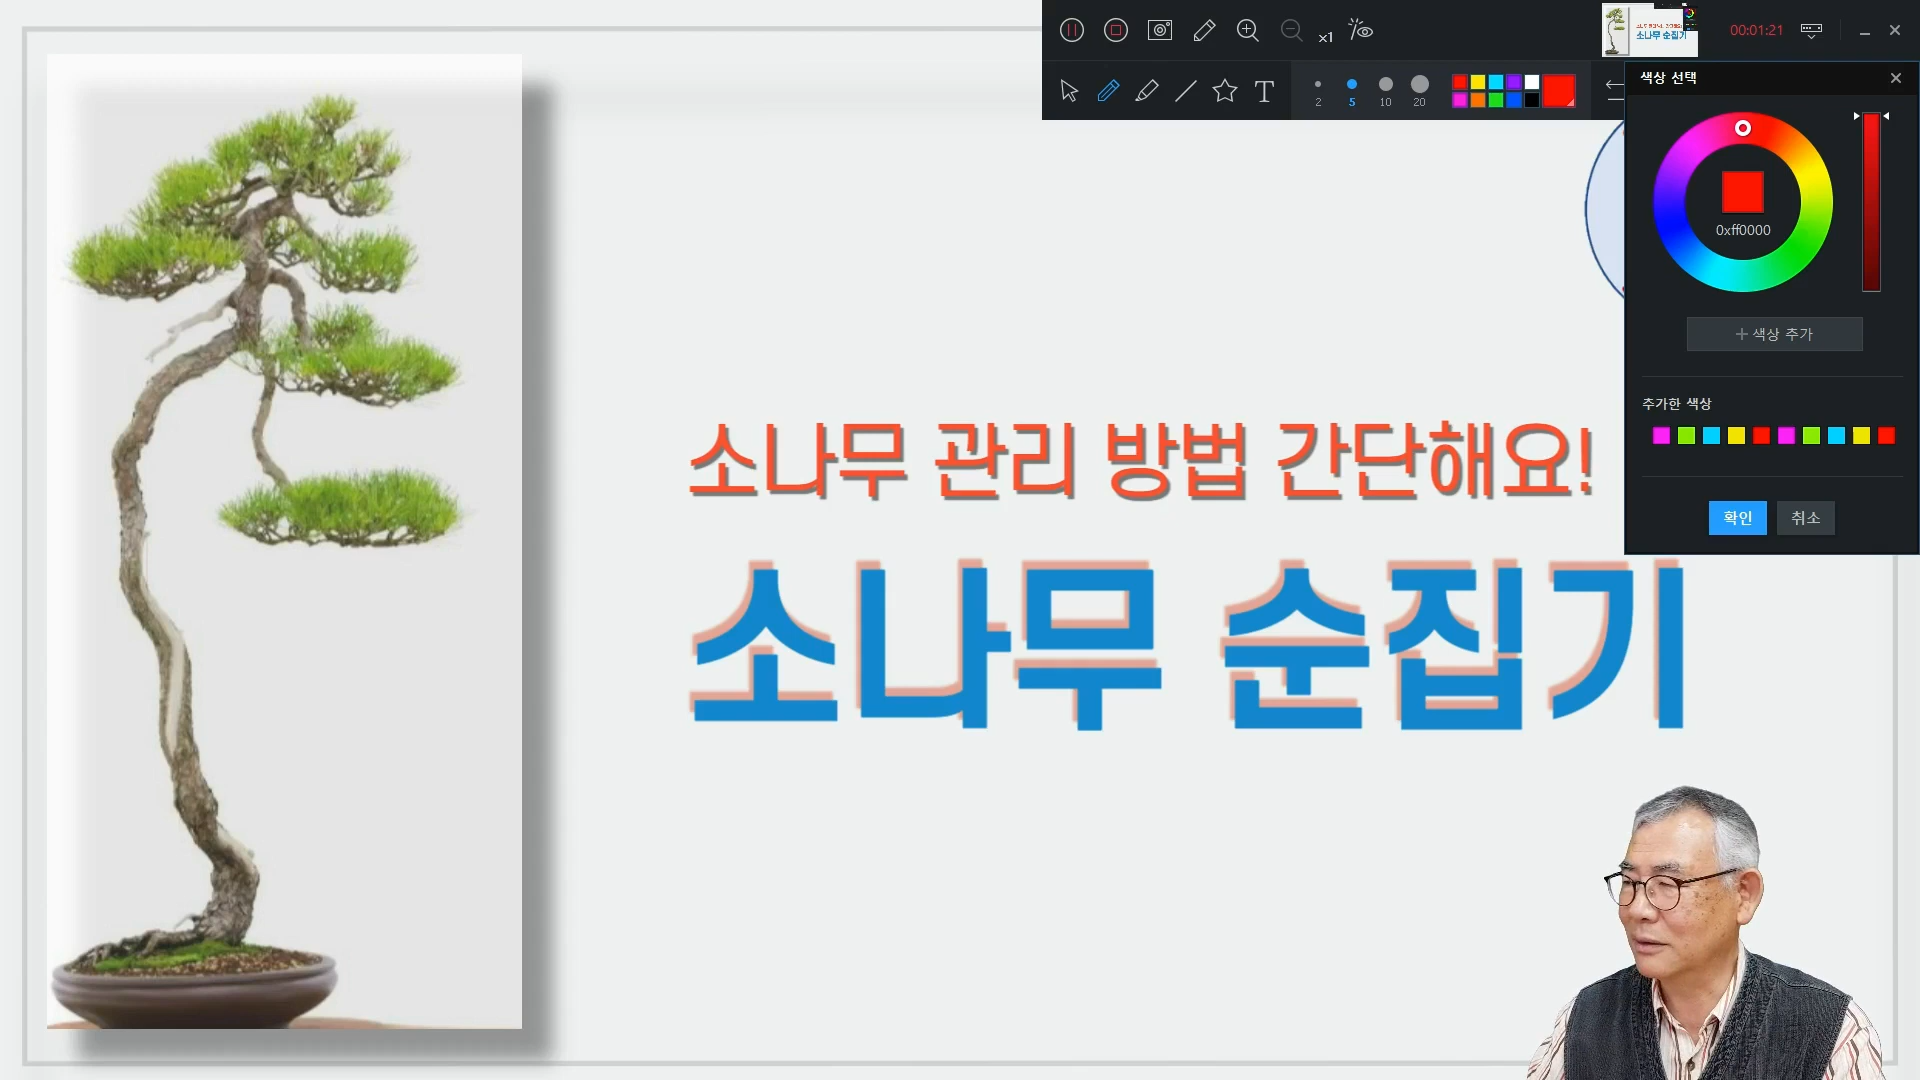 x1
00:01:21
T
2
5
10
20
색상 선택
0xff0000
색상 추가
추가한 색상
확인
취소
소나무 관리 방법 간단해요!
소나무 순집기